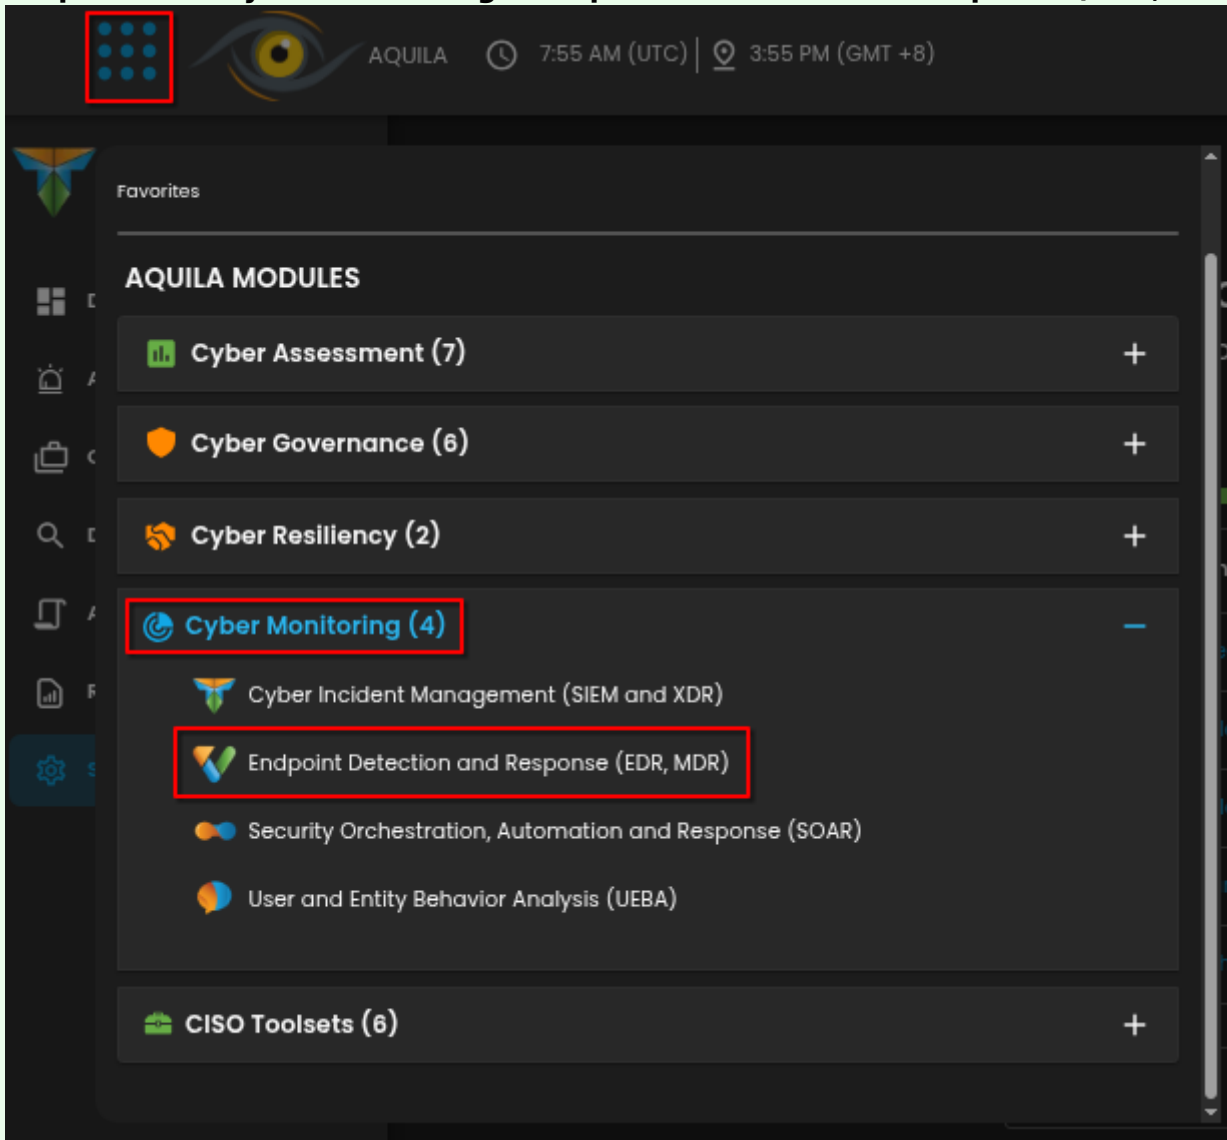 AQUILA 7:55 AM (UTC) 3:55 PM (GMT +8)
Favorites
AQUILA MODULES
Cyber Assessment (7)
Cyber Governance (6)
Cyber Resiliency (2)
Cyber Monitoring (4)
Cyber Incident Management (SIEM and XDR)
Endpoint Detection and Response (EDR, MDR)
Security Orchestration, Automation and Response (SOAR)
User and Entity Behavior Analysis (UEBA)
CISO Toolsets (6)